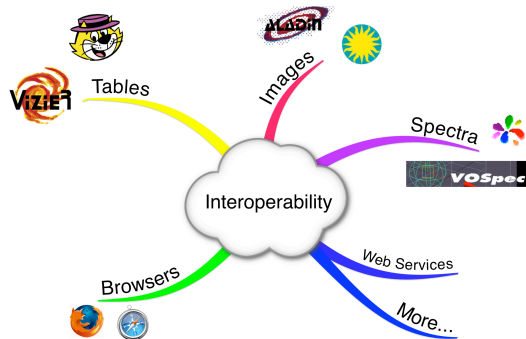 ALADIN
Images
Tables
VIZIER
Spectra
VOSpec
Interoperability
Web Services
Browsers
More...